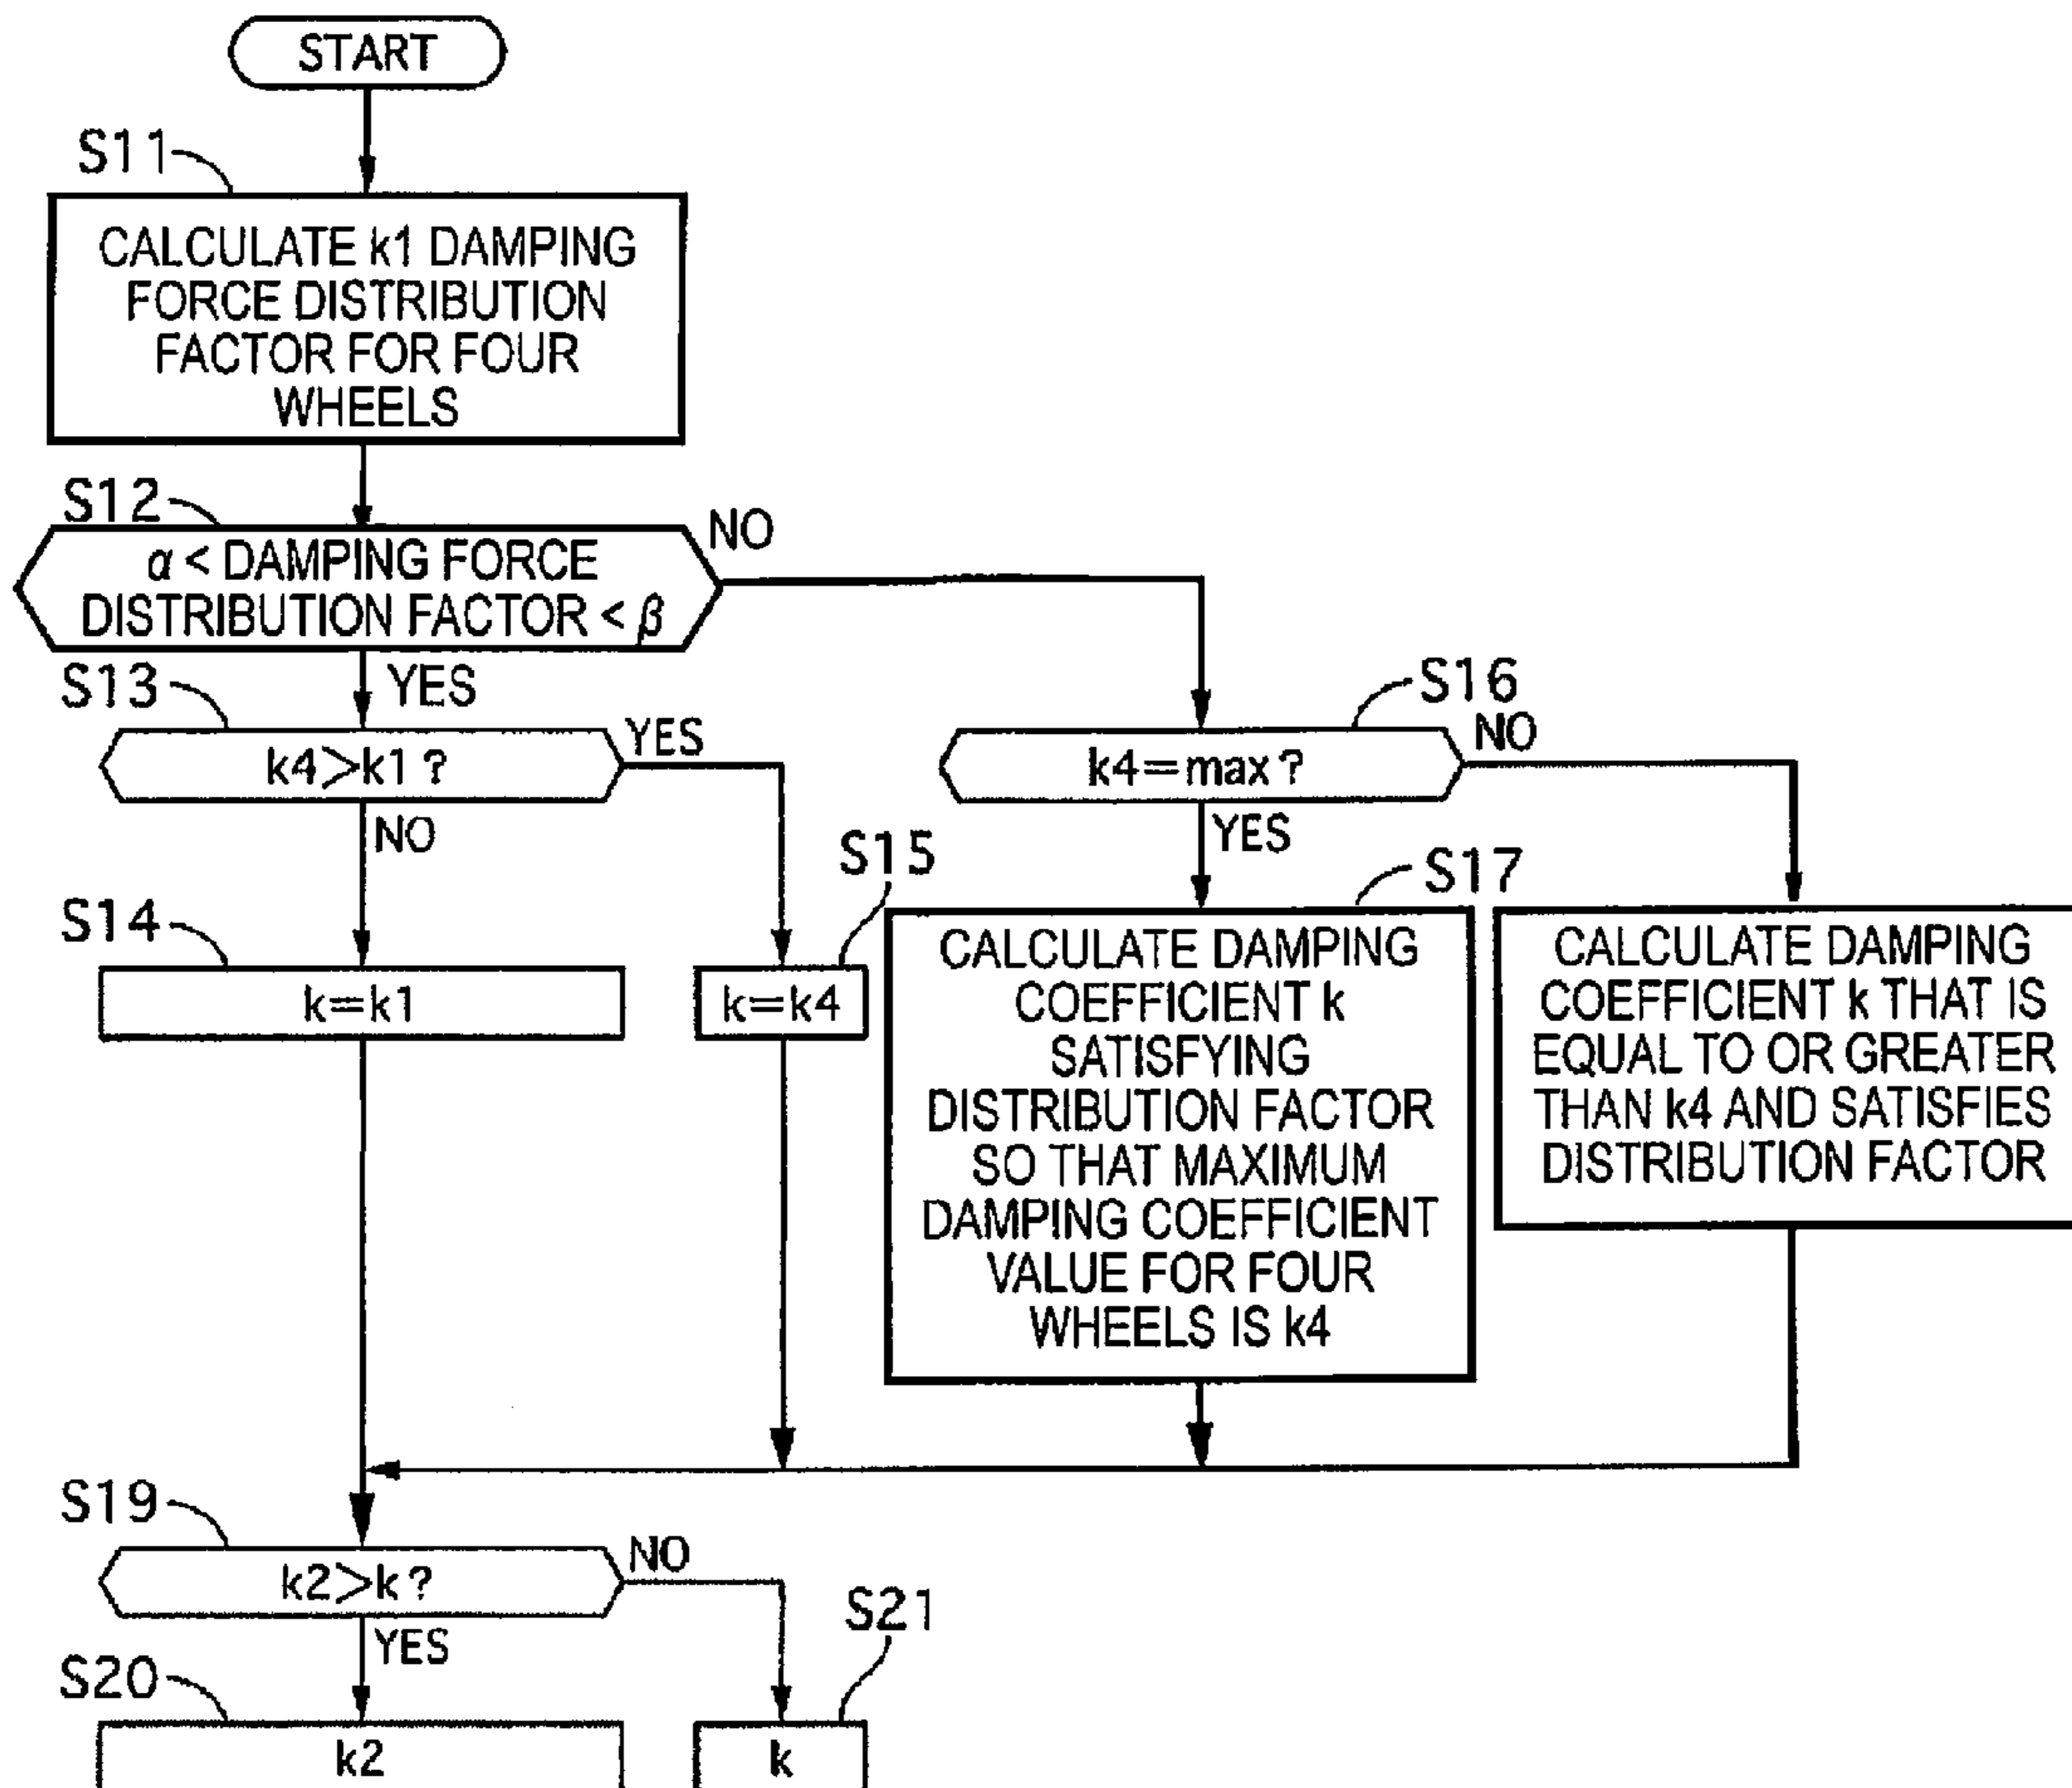 START
S11
CALCULATE k1 DAMPING
FORCE DISTRIBUTION
FACTOR FOR FOUR
WHEELS
S12
α < DAMPING FORCE
DISTRIBUTION FACTOR < β
NO
YES
S13
k4>k1?
YES
NO
S16
k4=max?
NO
YES
S14
k=k1
S15
k=k4
S17
CALCULATE DAMPING
COEFFICIENT k
SATISFYING
DISTRIBUTION FACTOR
SO THAT MAXIMUM
DAMPING COEFFICIENT
VALUE FOR FOUR
WHEELS IS k4
CALCULATE DAMPING
COEFFICIENT k THAT IS
EQUAL TO OR GREATER
THAN k4 AND SATISFIES
DISTRIBUTION FACTOR
S19
k2>k?
NO
YES
S20
k2
S21
k